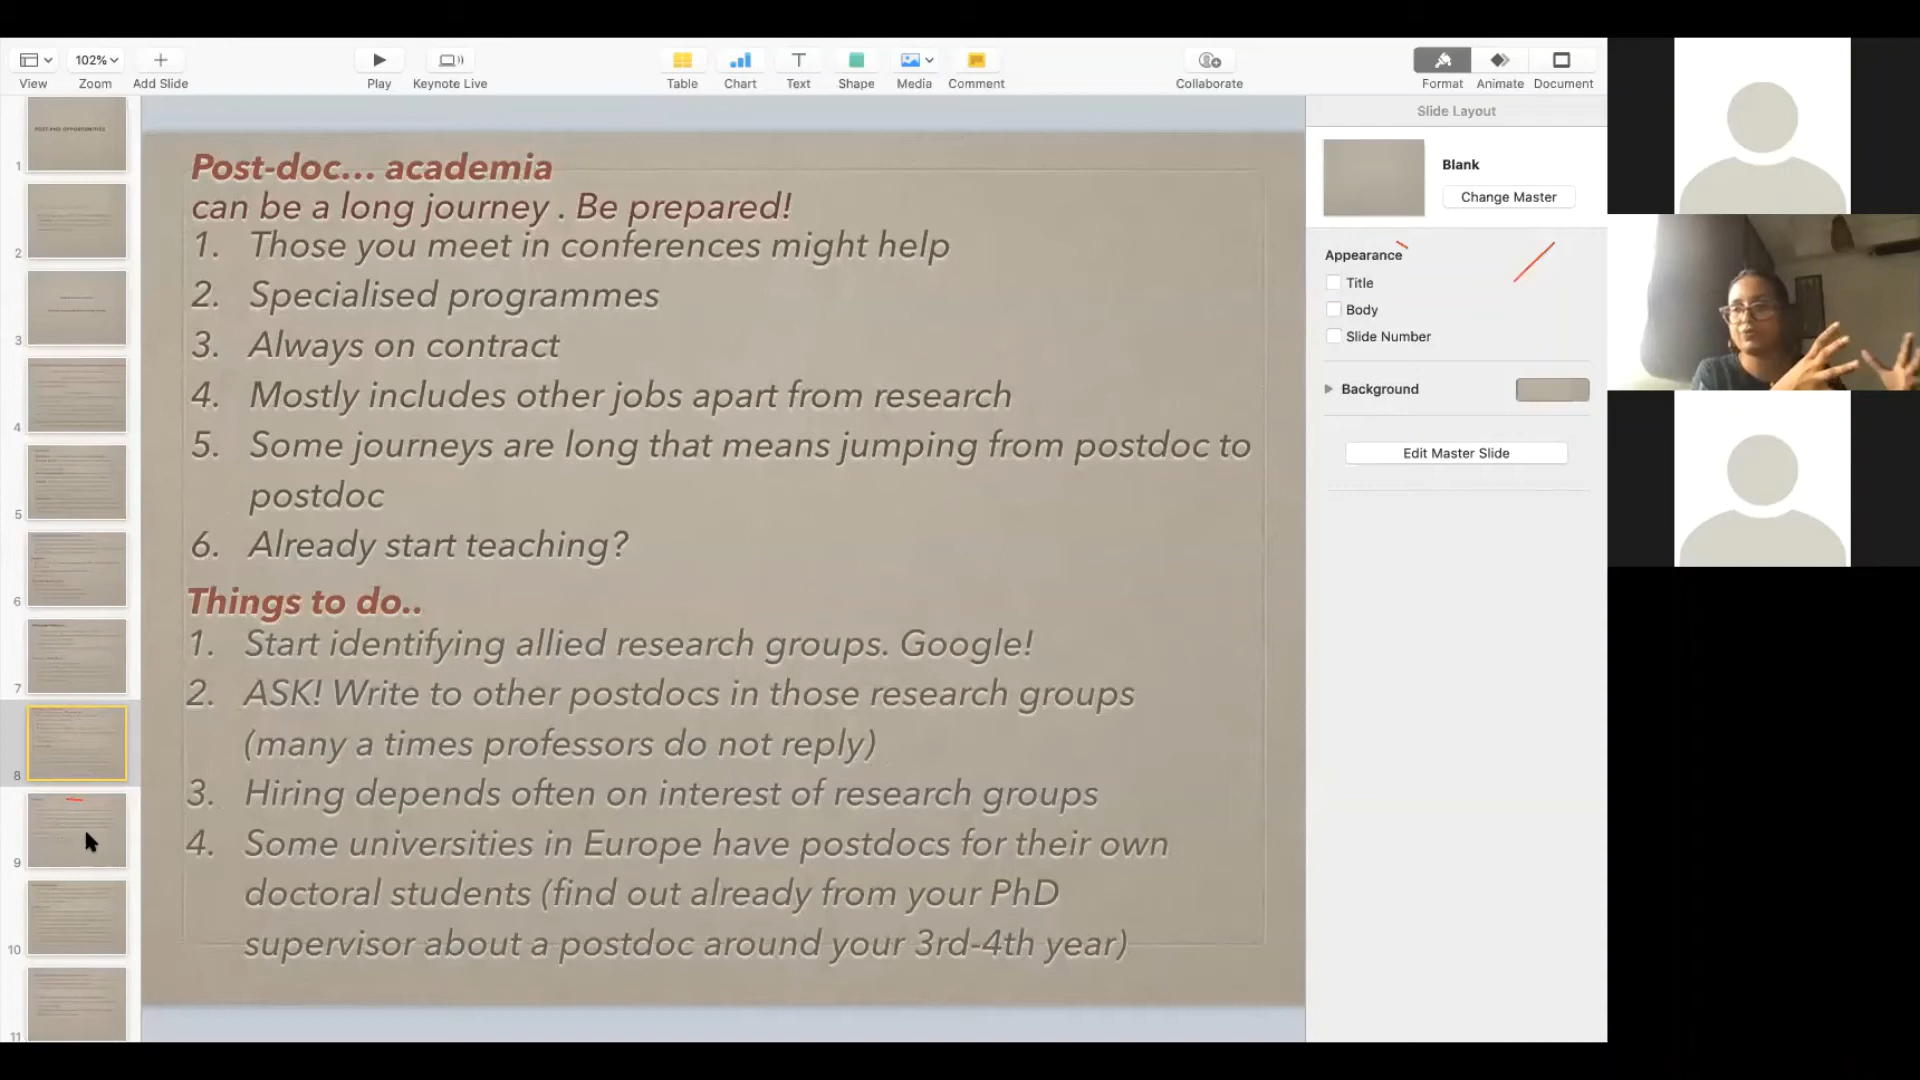 102%
View
Zoom
Add Slide
Play
Keynote Live
Table
Chart
Text
Shape
Media
Comment
Collaborate
Format
Animate
Document
1
POST-PHD OPPORTUNITIES
2
3
4
5
6
7
8
9
10
11
Post-doc... academia
can be a long journey . Be prepared!
1. Those you meet in conferences might help
2. Specialised programmes
3. Always on contract
4. Mostly includes other jobs apart from research
5. Some journeys are long that means jumping from postdoc to
postdoc
6. Already start teaching?
Things to do..
1. Start identifying allied research groups. Google!
2. ASK! Write to other postdocs in those research groups
(many a times professors do not reply)
3. Hiring depends often on interest of research groups
4. Some universities in Europe have postdocs for their own
doctoral students (find out already from your PhD
supervisor about a postdoc around your 3rd-4th year)
Slide Layout
Blank
Change Master
Appearance
Title
Body
Slide Number
Background
Edit Master Slide